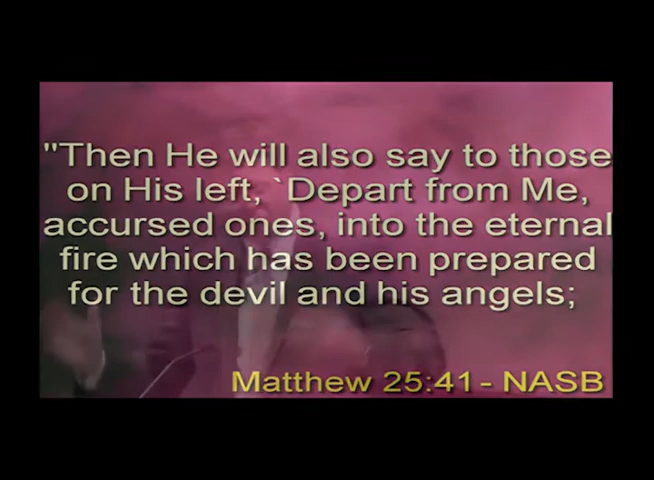 "Then He will also say to those
on His left, `Depart from Me,
accursed ones, into the eternal
fire which has been prepared
for the devil and his angels;
Matthew 25:41 - NASB